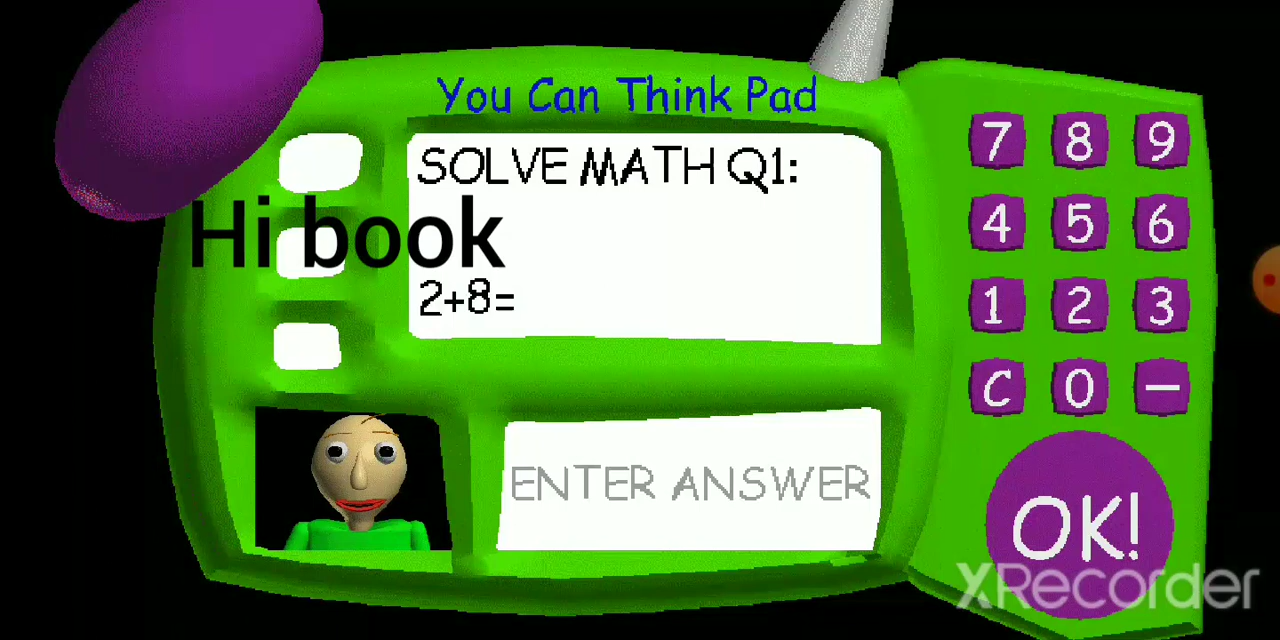 You Can Think Pad
SOLVE MATH Q1:
Hi book
2+8=
ENTER ANSWER
7 8 9
4 5 6
1 2 3
C 0 —
OK!
XRecorder